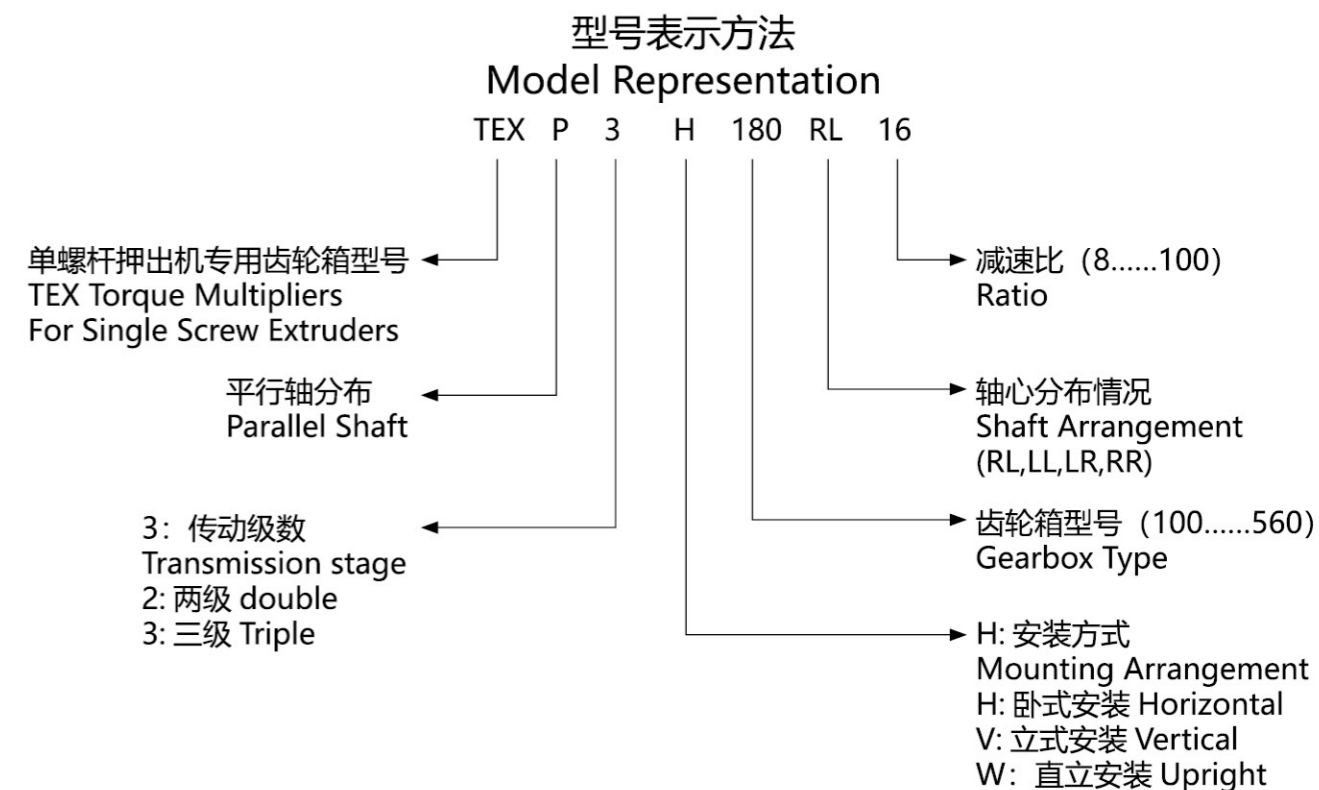 型号表示方法
Model Representation
TEX P 3 H 180 RL 16
单螺杆押出机专用齿轮箱型号
TEX Torque Multipliers
For Single Screw Extruders
平行轴分布
Parallel Shaft
3：传动级数
Transmission stage
2: 两级 double
3: 三级 Triple
减速比（8......100）
Ratio
轴心分布情况
Shaft Arrangement
(RL,LL,LR,RR)
齿轮箱型号（100......560）
Gearbox Type
H: 安装方式
Mounting Arrangement
H: 卧式安装 Horizontal
V: 立式安装 Vertical
W：直立安装 Upright